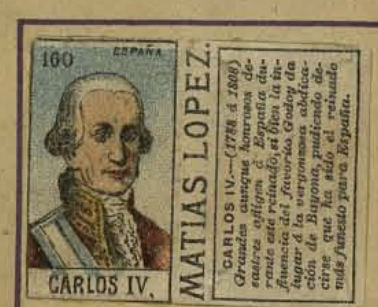 160
ESPAÑA
CARLOS IV.
MATIAS LOPEZ.
CARLOS IV.—(1788 á 1808)
Grandes aunque honrosos de-
sastres afligen á España du-
rante este reinado, si bien la in-
fluencia del favorito Godoy da
lugar á la vergonzosa abdica-
ción de Bayona, pudiendo de-
cirse que ha sido el reinado
más funesto para España.